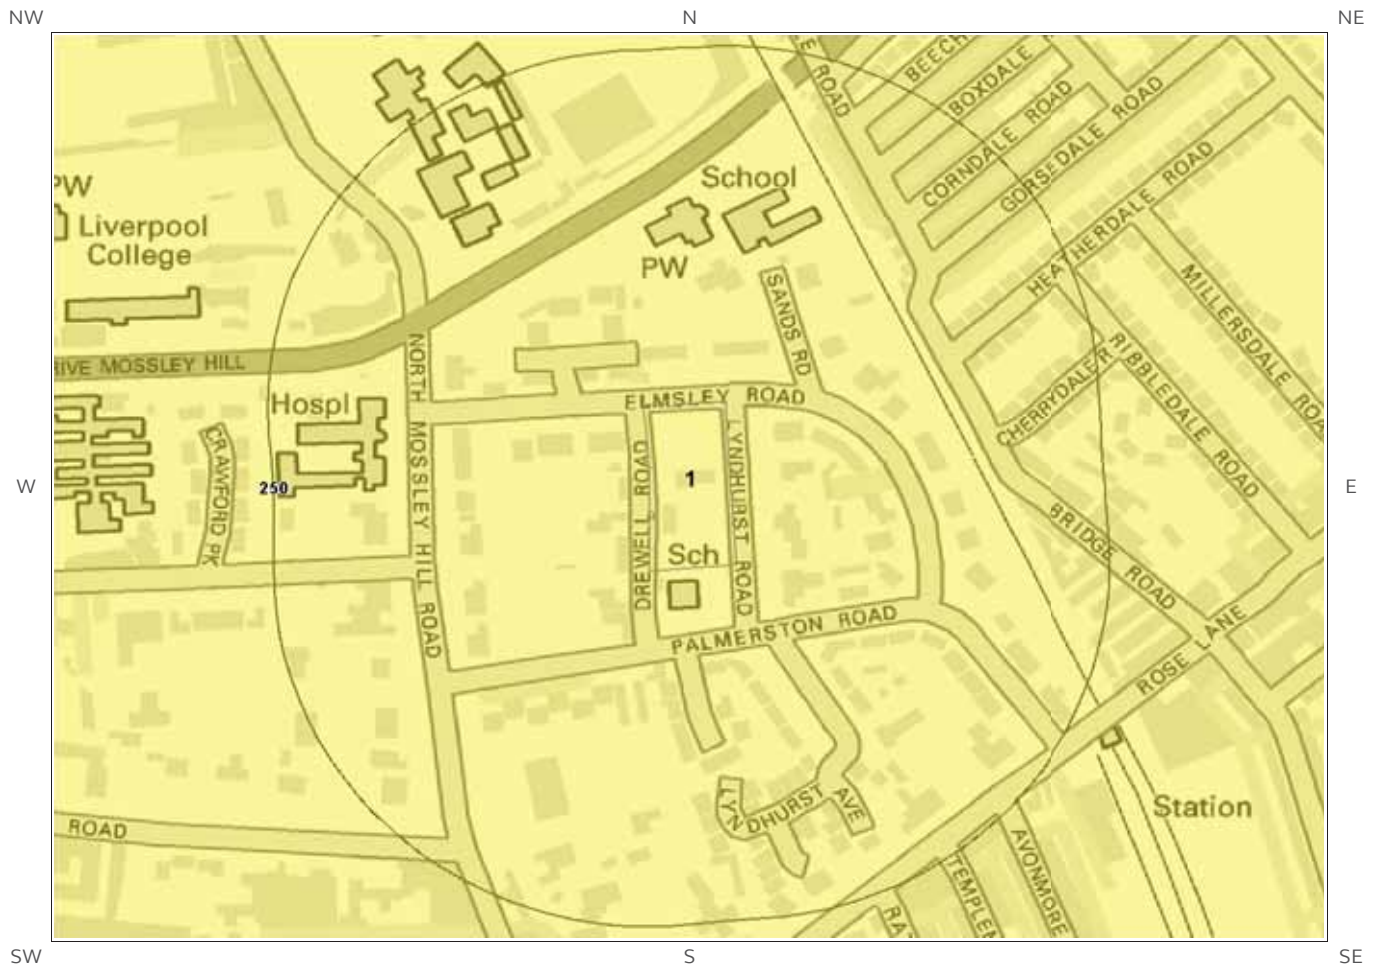 NW
N
NE
E ROAD
BEECH
BOXDALE
CORNDALE ROAD
GORSEDALE ROAD
HEATHERDALE ROAD
MILLERSDALE ROA
PW
Liverpool
College
School
PW
SANDS RD
RIVE MOSSLEY HILL
NORTH MOSSLEY HILL ROAD
ELMSLEY ROAD
Hospl
CRAWFORD PK
250
W
DREWELL ROAD
1
LYNDHURST ROAD
Sch
CHERRYDALE R
RIBBLEDALE ROAD
E
BRIDGE ROAD
PALMERSTON ROAD
ROSE LANE
LYNDHURST AVE
Station
ROAD
AVONMORE
TEMPLEM
RA
SW
S
SE